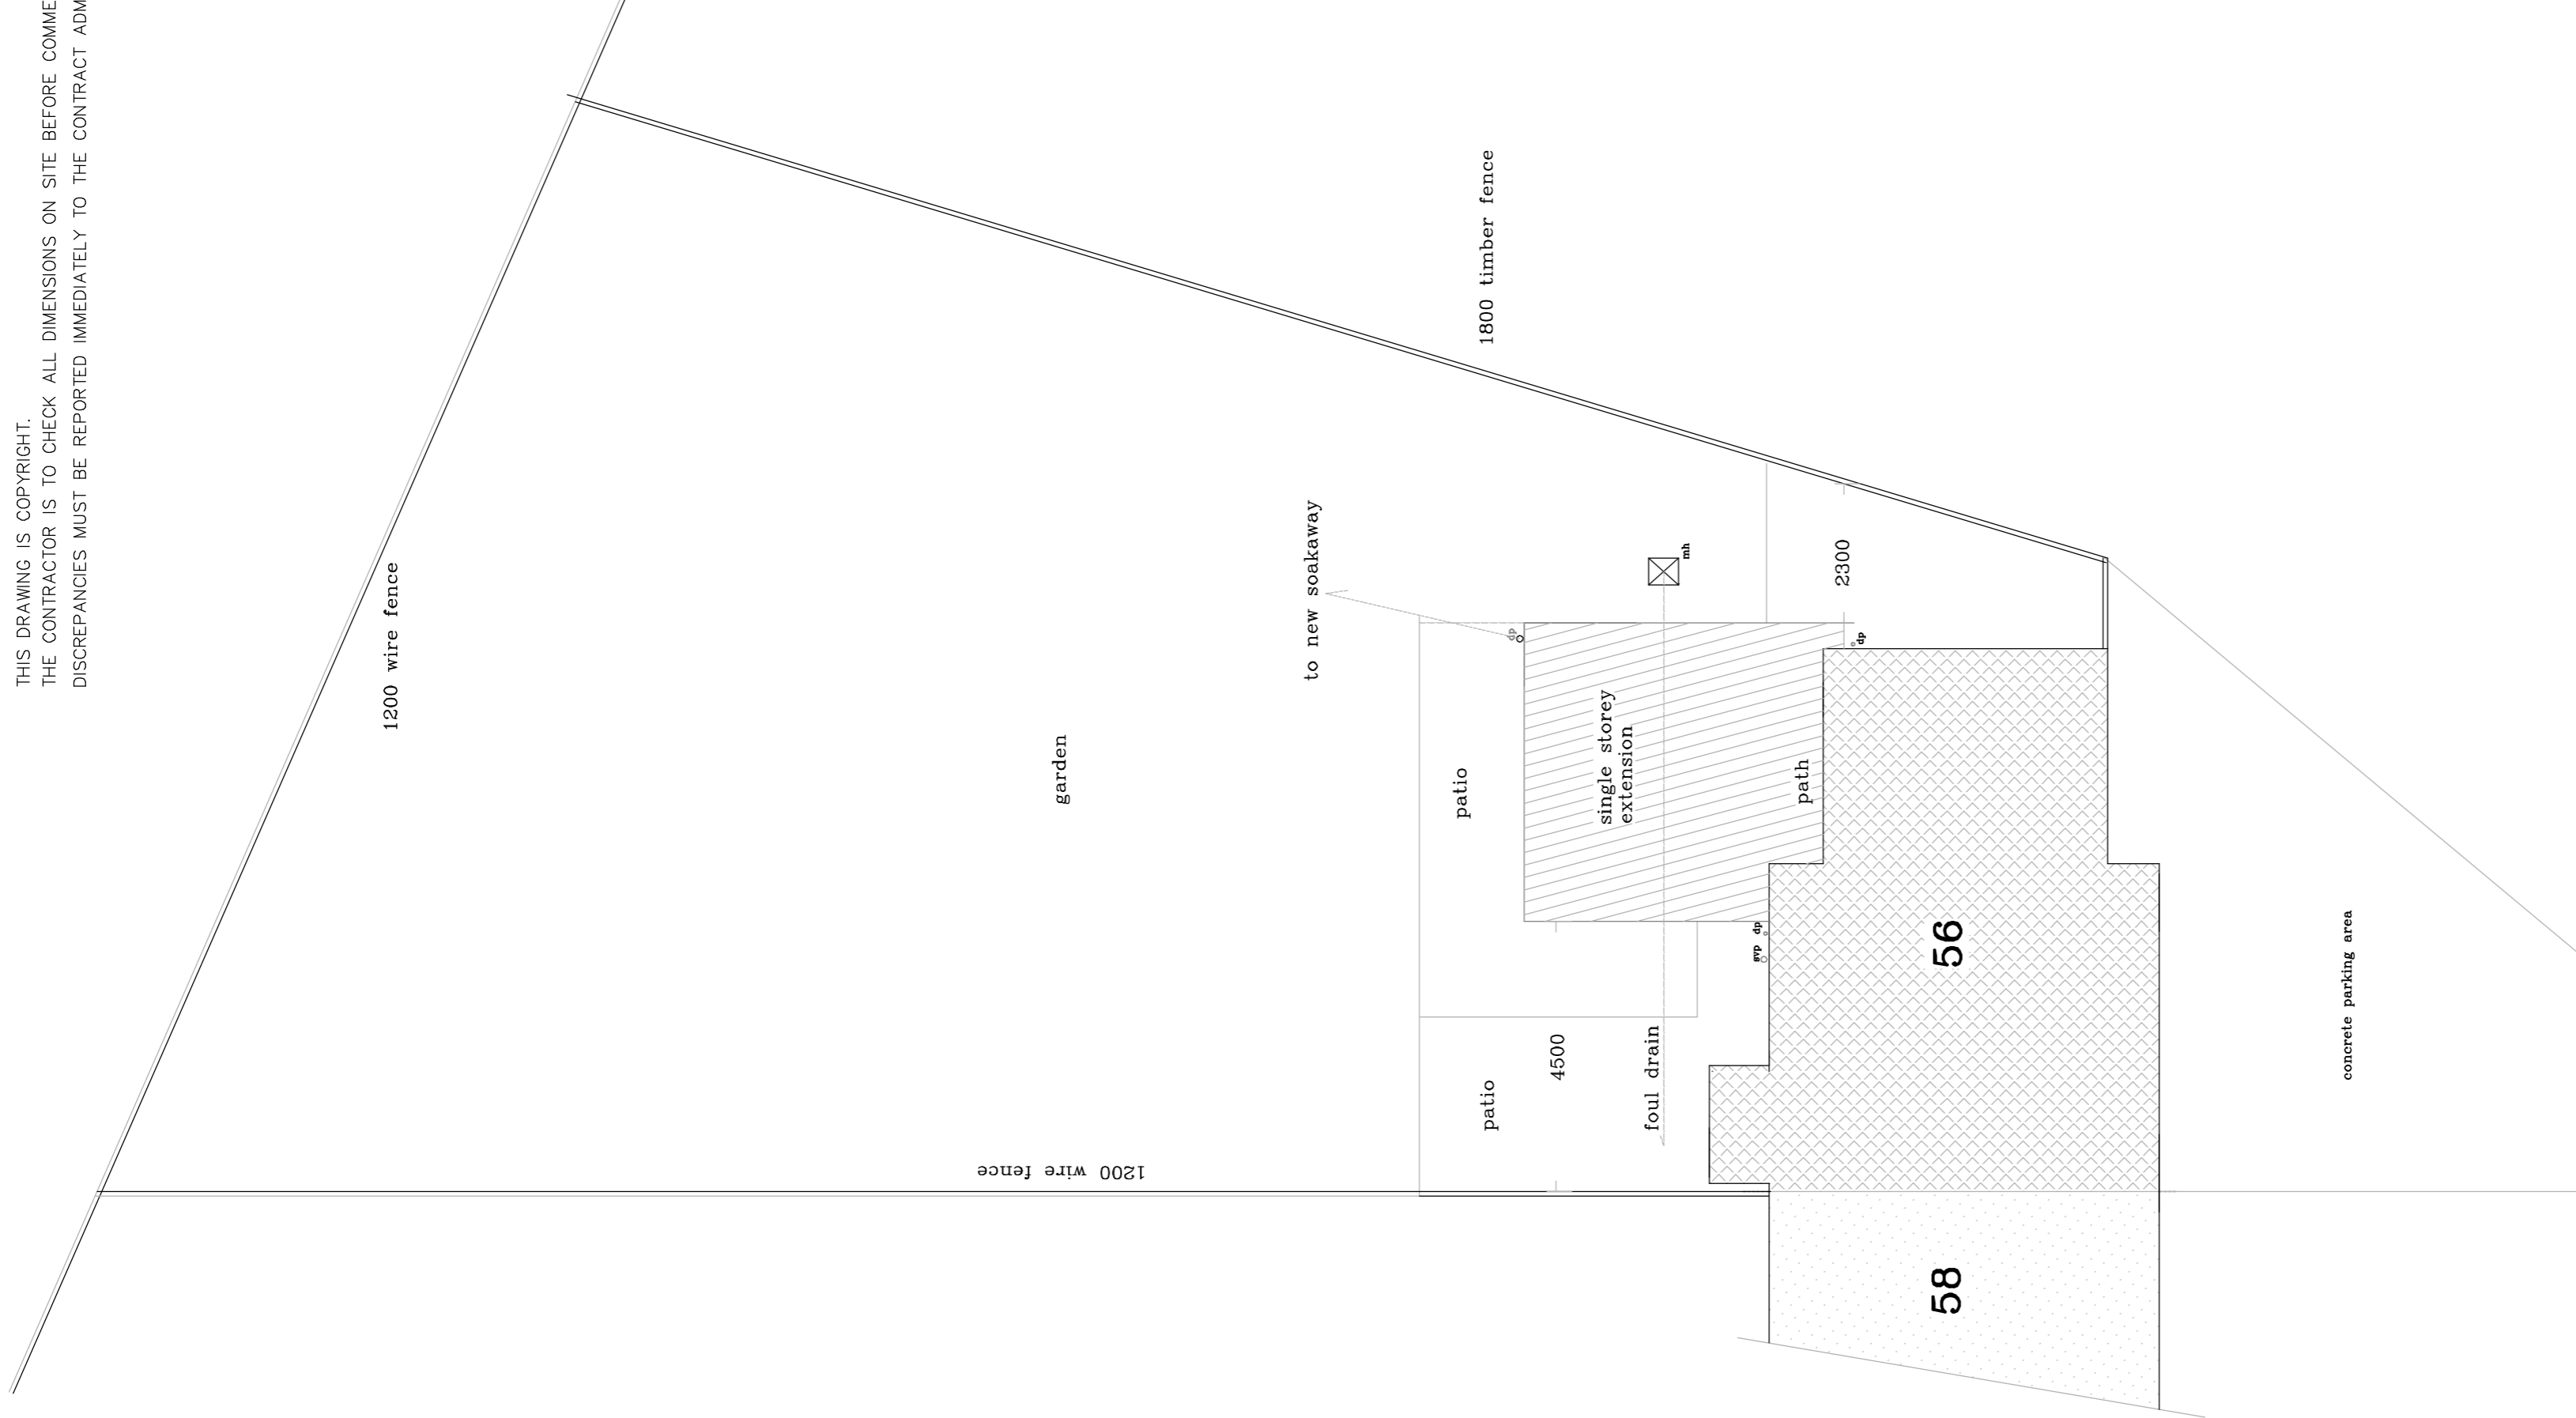 THIS DRAWING IS COPYRIGHT.
THE CONTRACTOR IS TO CHECK ALL DIMENSIONS ON SITE BEFORE COMME
DISCREPANCIES MUST BE REPORTED IMMEDIATELY TO THE CONTRACT ADM
1200 wire fence
garden
1200 wire fence
to new soakaway
1800 timber fence
patio
patio
dp
4500
single storey
extension
foul drain
mh
path
2300
dp
svp dp
56
58
concrete parking area